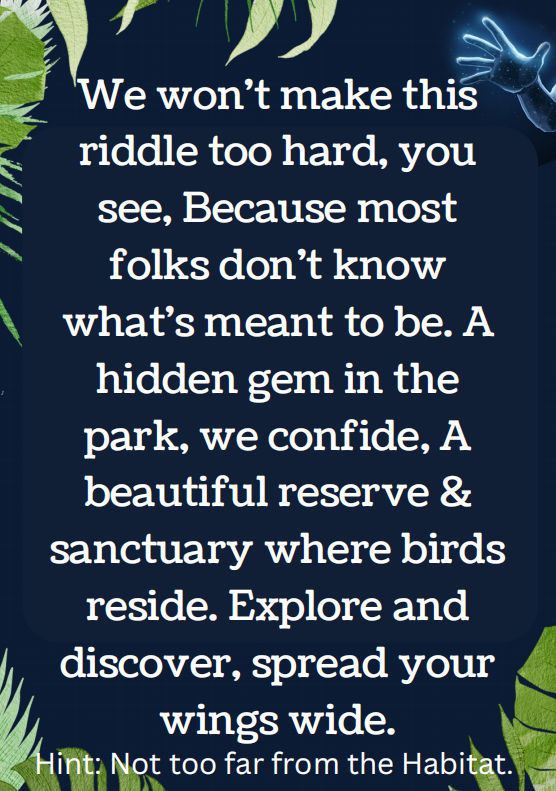 We won't make this
riddle too hard, you
see, Because most
folks don't know
what's meant to be. A
hidden gem in the
park, we confide, A
beautiful reserve &
sanctuary where birds
reside. Explore and
discover, spread your
wings wide.
Hint: Not too far from the Habitat.